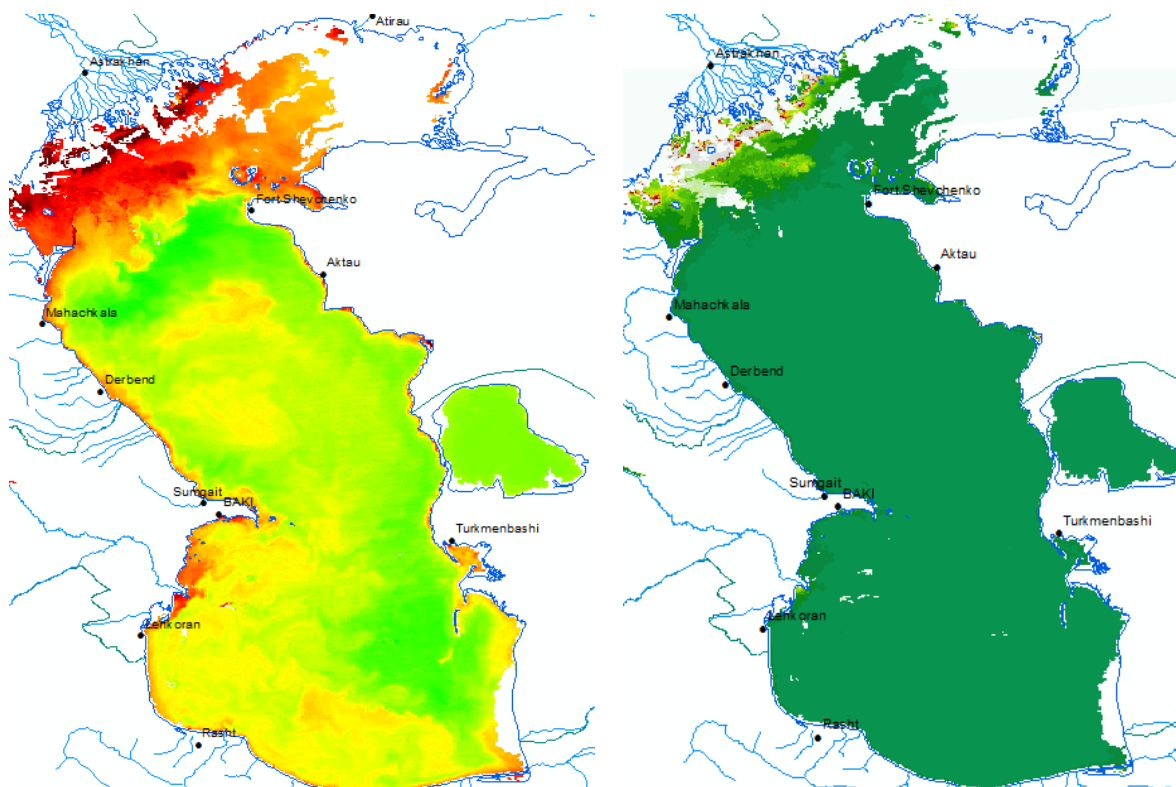 Atirau
Astrakhan
Fort Shevchenko
Aktau
Mahachkala
Derbend
Sumgait
BAKI
Turkmenbashi
Lenkoran
Rasht
Astrakhan
Fort Shevchenko
Aktau
Mahachkala
Derbend
Sumgait
BAKI
Turkmenbashi
Lenkoran
Rasht